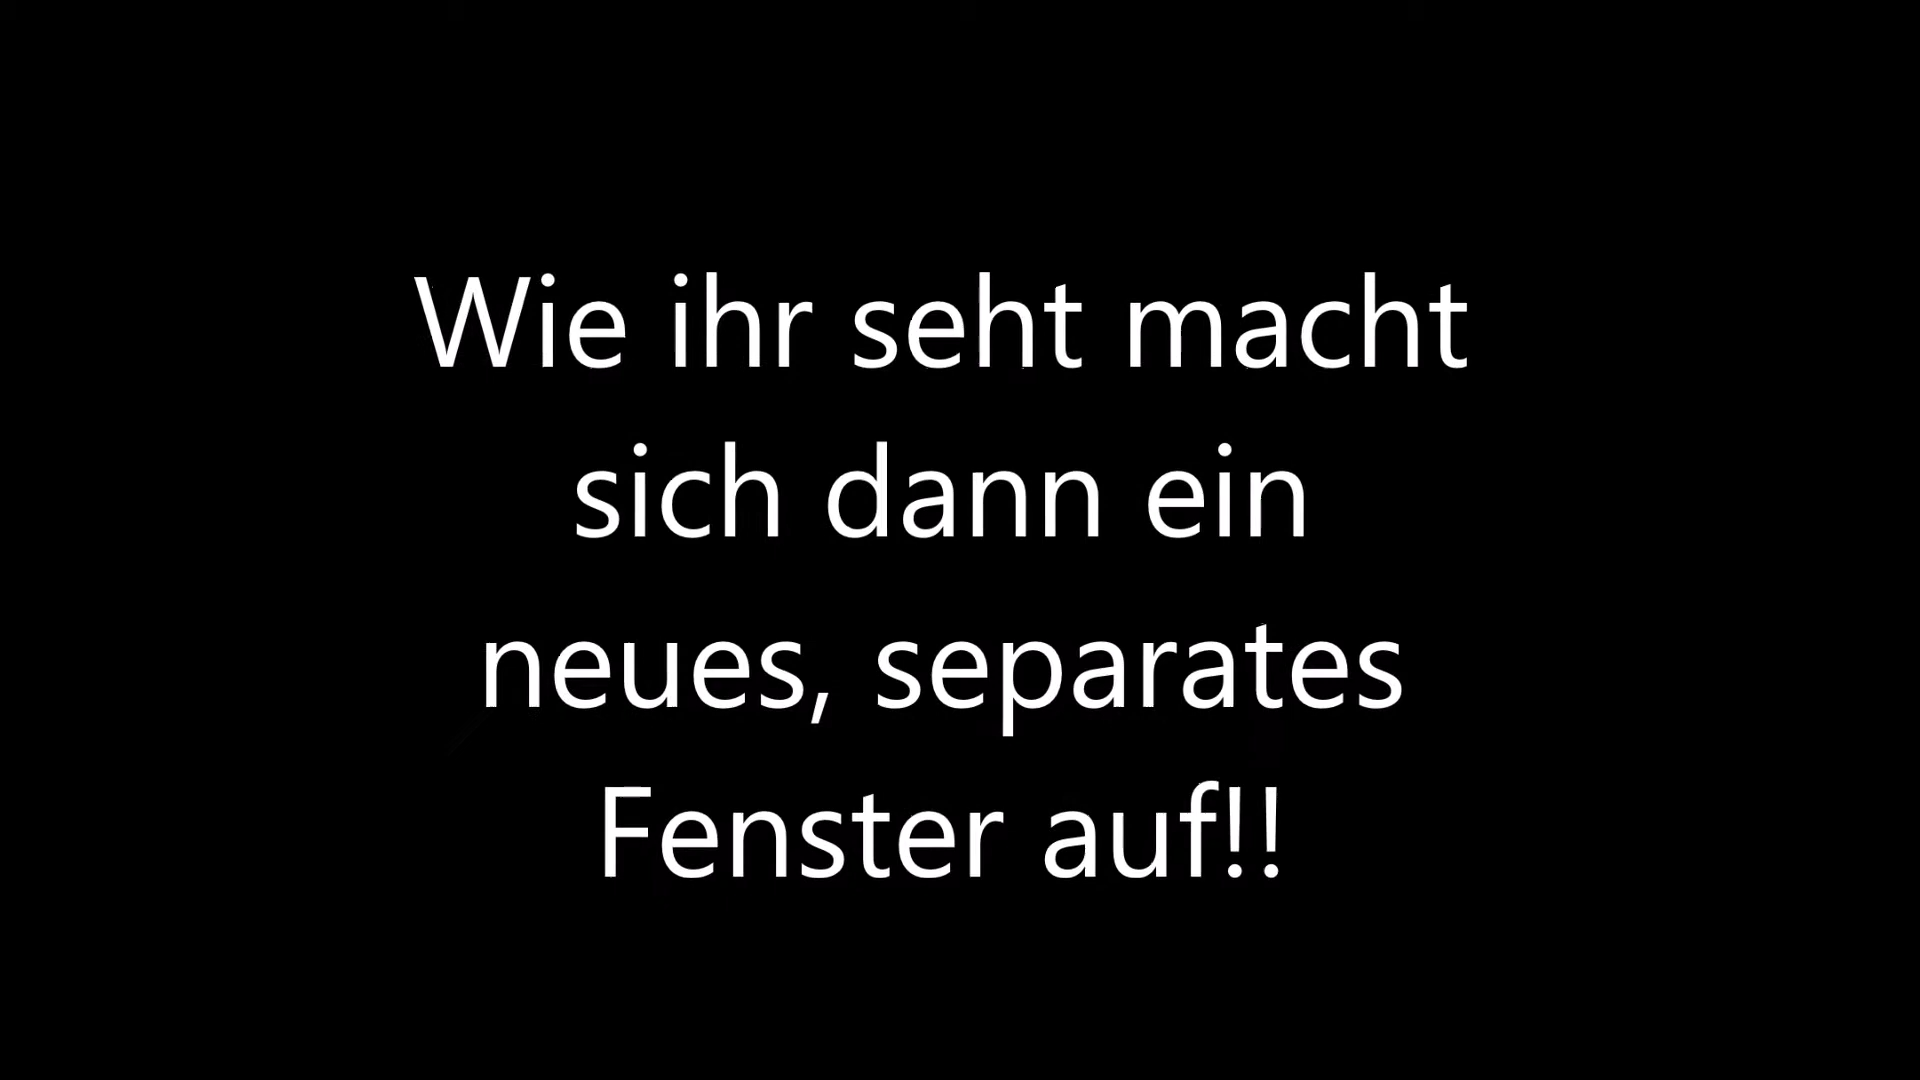 Wie ihr seht macht
sich dann ein
neues, separates
Fenster auf!!